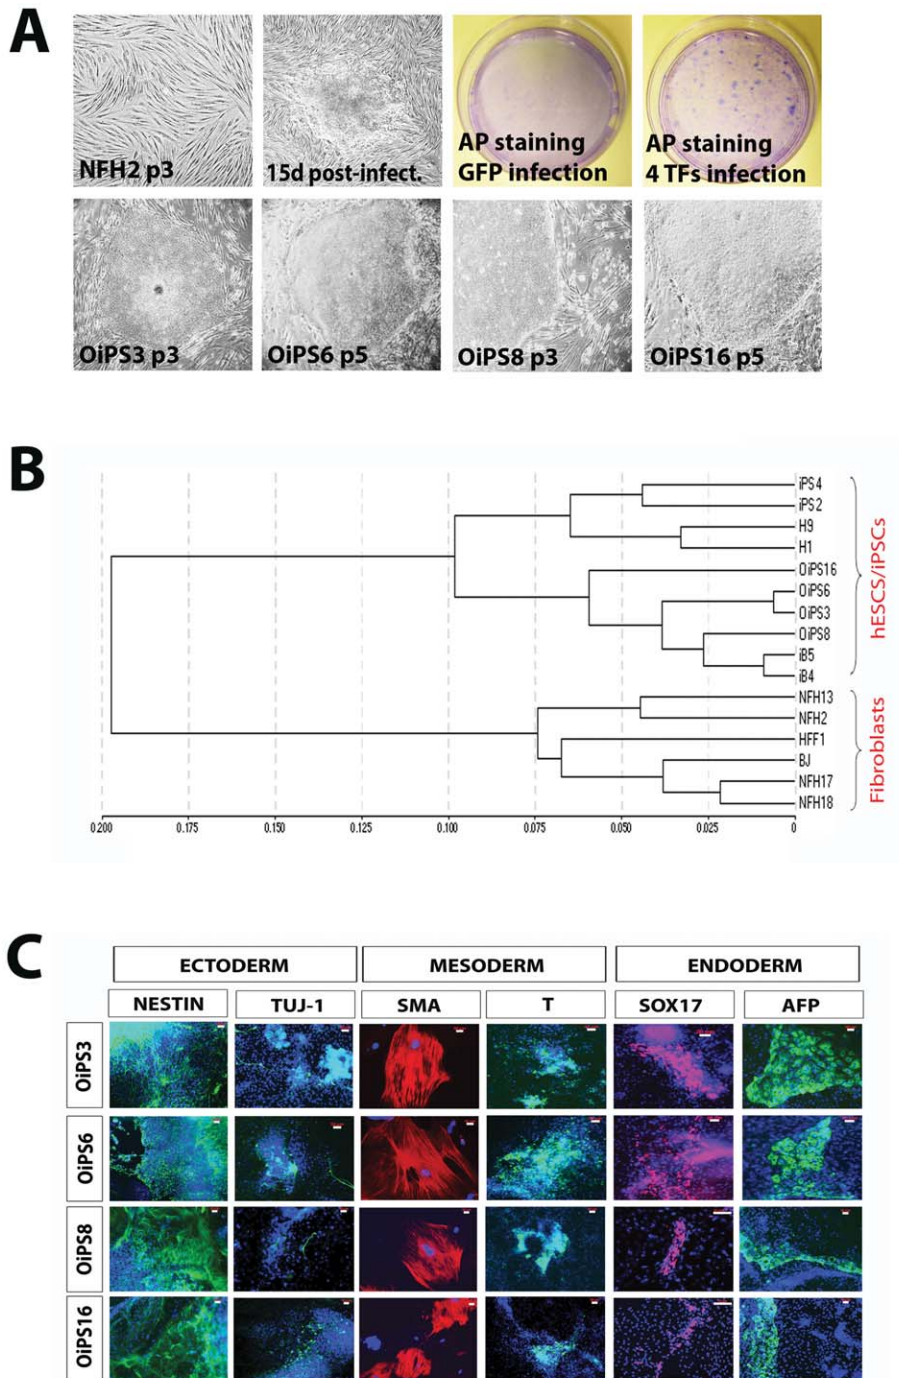 A
NFH2 p3
15d post-infect.
AP staining
GFP infection
AP staining
4 TFs infection
OiPS3 p3
OiPS6 p5
OiPS8 p3
OiPS16 p5
B
iPS4
iPS2
H9
H1
OiPS16
OiPS6
OiPS3
OiPS8
iB5
iB4
NFH13
NFH2
HFF1
BJ
NFH17
NFH18
hESCS/iPSCs
Fibroblasts
0.200 0.175 0.150 0.125 0.100 0.075 0.050 0.025 0
C
ECTODERM MESODERM ENDODERM
NESTIN TUJ-1 SMA T SOX17 AFP
OiPS3
OiPS6
OiPS8
OiPS16